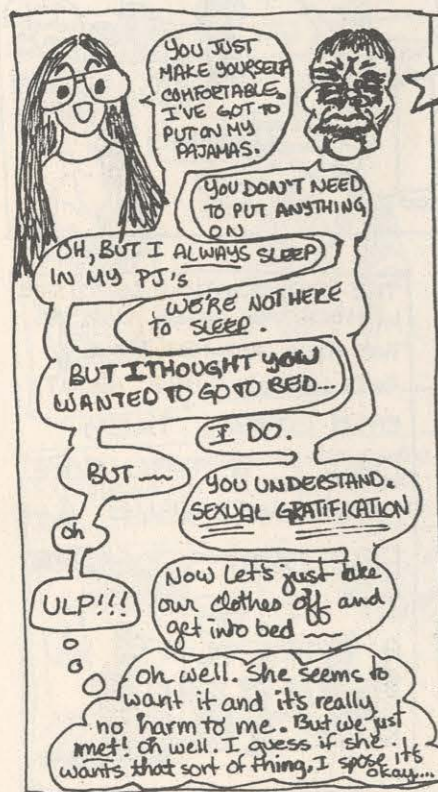 YOU JUST
MAKE YOURSELF
COMFORTABLE.
I'VE GOT TO
PUT ON MY
PAJAMAS.
YOU DON'T NEED
TO PUT ANYTHING
ON
OH, BUT I ALWAYS SLEEP
IN MY PJ'S
WE'RE NOT HERE
TO SLEEP.
BUT I THOUGHT YOU
WANTED TO GO TO BED...
I DO.
BUT —
YOU UNDERSTAND.
SEXUAL GRATIFICATION
oh
ULP!!!
Now Let's just take
our clothes off and
get into bed —
oh well. She seems to
want it and it's really
no harm to me. But we just
met! oh well. I guess if she
wants that sort of thing, I spose it's
okay....